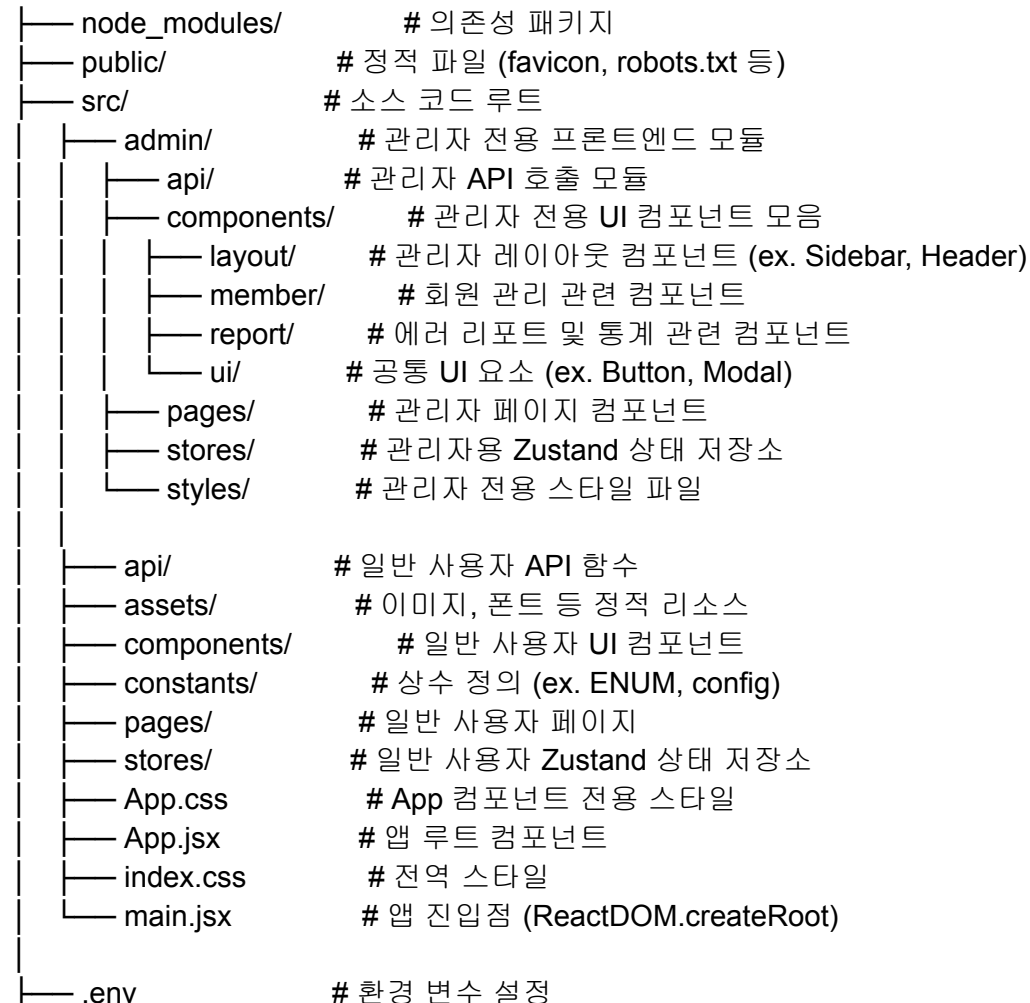 ├── node_modules/ # 의존성 패키지
├── public/ # 정적 파일 (favicon, robots.txt 등)
├── src/ # 소스 코드 루트
│ ├── admin/ # 관리자 전용 프론트엔드 모듈
│ │ ├── api/ # 관리자 API 호출 모듈
│ │ ├── components/ # 관리자 전용 UI 컴포넌트 모음
│ │ │ ├── layout/ # 관리자 레이아웃 컴포넌트 (ex. Sidebar, Header)
│ │ │ ├── member/ # 회원 관리 관련 컴포넌트
│ │ │ ├── report/ # 에러 리포트 및 통계 관련 컴포넌트
│ │ │ └── ui/ # 공통 UI 요소 (ex. Button, Modal)
│ │ ├── pages/ # 관리자 페이지 컴포넌트
│ │ ├── stores/ # 관리자용 Zustand 상태 저장소
│ │ └── styles/ # 관리자 전용 스타일 파일
│ │
│ ├── api/ # 일반 사용자 API 함수
│ ├── assets/ # 이미지, 폰트 등 정적 리소스
│ ├── components/ # 일반 사용자 UI 컴포넌트
│ ├── constants/ # 상수 정의 (ex. ENUM, config)
│ ├── pages/ # 일반 사용자 페이지
│ ├── stores/ # 일반 사용자 Zustand 상태 저장소
│ ├── App.css # App 컴포넌트 전용 스타일
│ ├── App.jsx # 앱 루트 컴포넌트
│ ├── index.css # 전역 스타일
│ └── main.jsx # 앱 진입점 (ReactDOM.createRoot)
│
├── .env # 환경 변수 설정